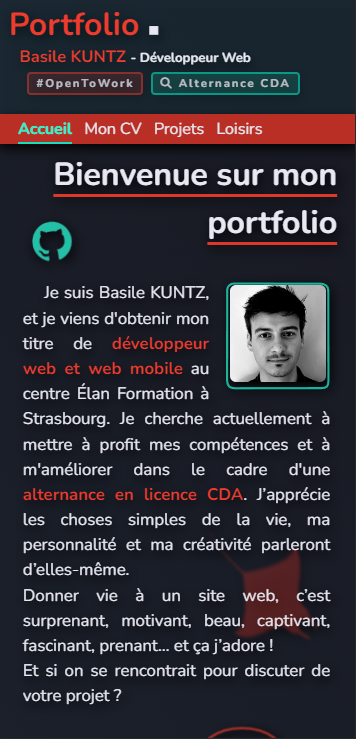 Portfolio .
Basile KUNTZ - Développeur Web
#OpenToWork Alternance CDA
Accueil Mon CV Projets Loisirs
Bienvenue sur mon
portfolio
Je suis Basile KUNTZ,
et je viens d'obtenir mon
titre de développeur
web et web mobile au
centre Élan Formation à
Strasbourg. Je cherche actuellement à
mettre à profit mes compétences et à
m'améliorer dans le cadre d'une
alternance en licence CDA. J’apprécie
les choses simples de la vie, ma
personnalité et ma créativité parleront
d’elles-même.
Donner vie à un site web, c’est
surprenant, motivant, beau, captivant,
fascinant, prenant... et ça j’adore !
Et si on se rencontrait pour discuter de
votre projet ?